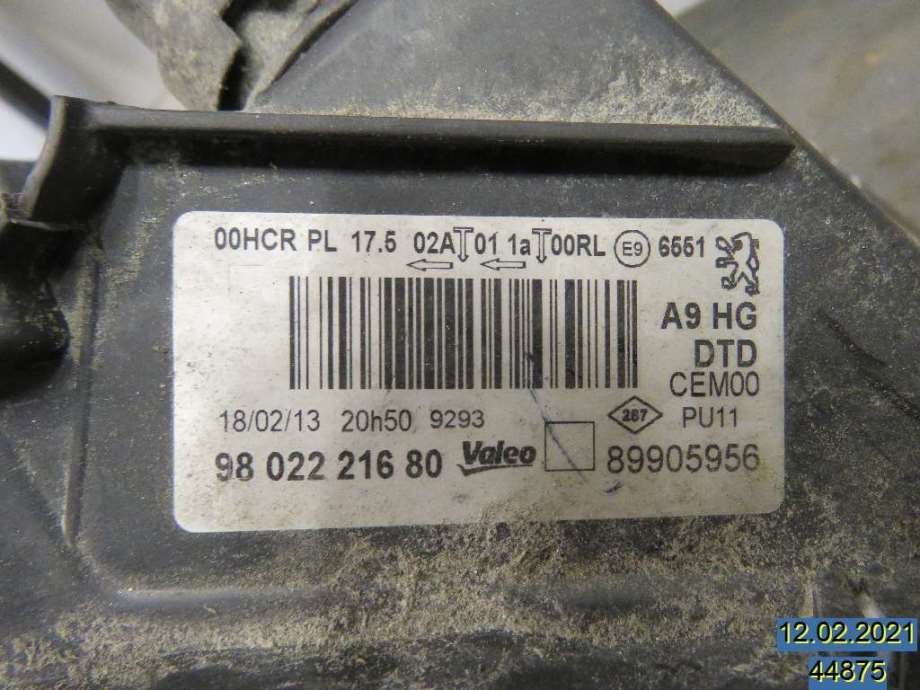 00HCR PL 17.5 02A 01 1a 00RL E9 6551
A9 HG
DTD
CEM00
18/02/13 20h50 9293 287 PU11
98 022 216 80 Valeo 89905956
12.02.2021
44875